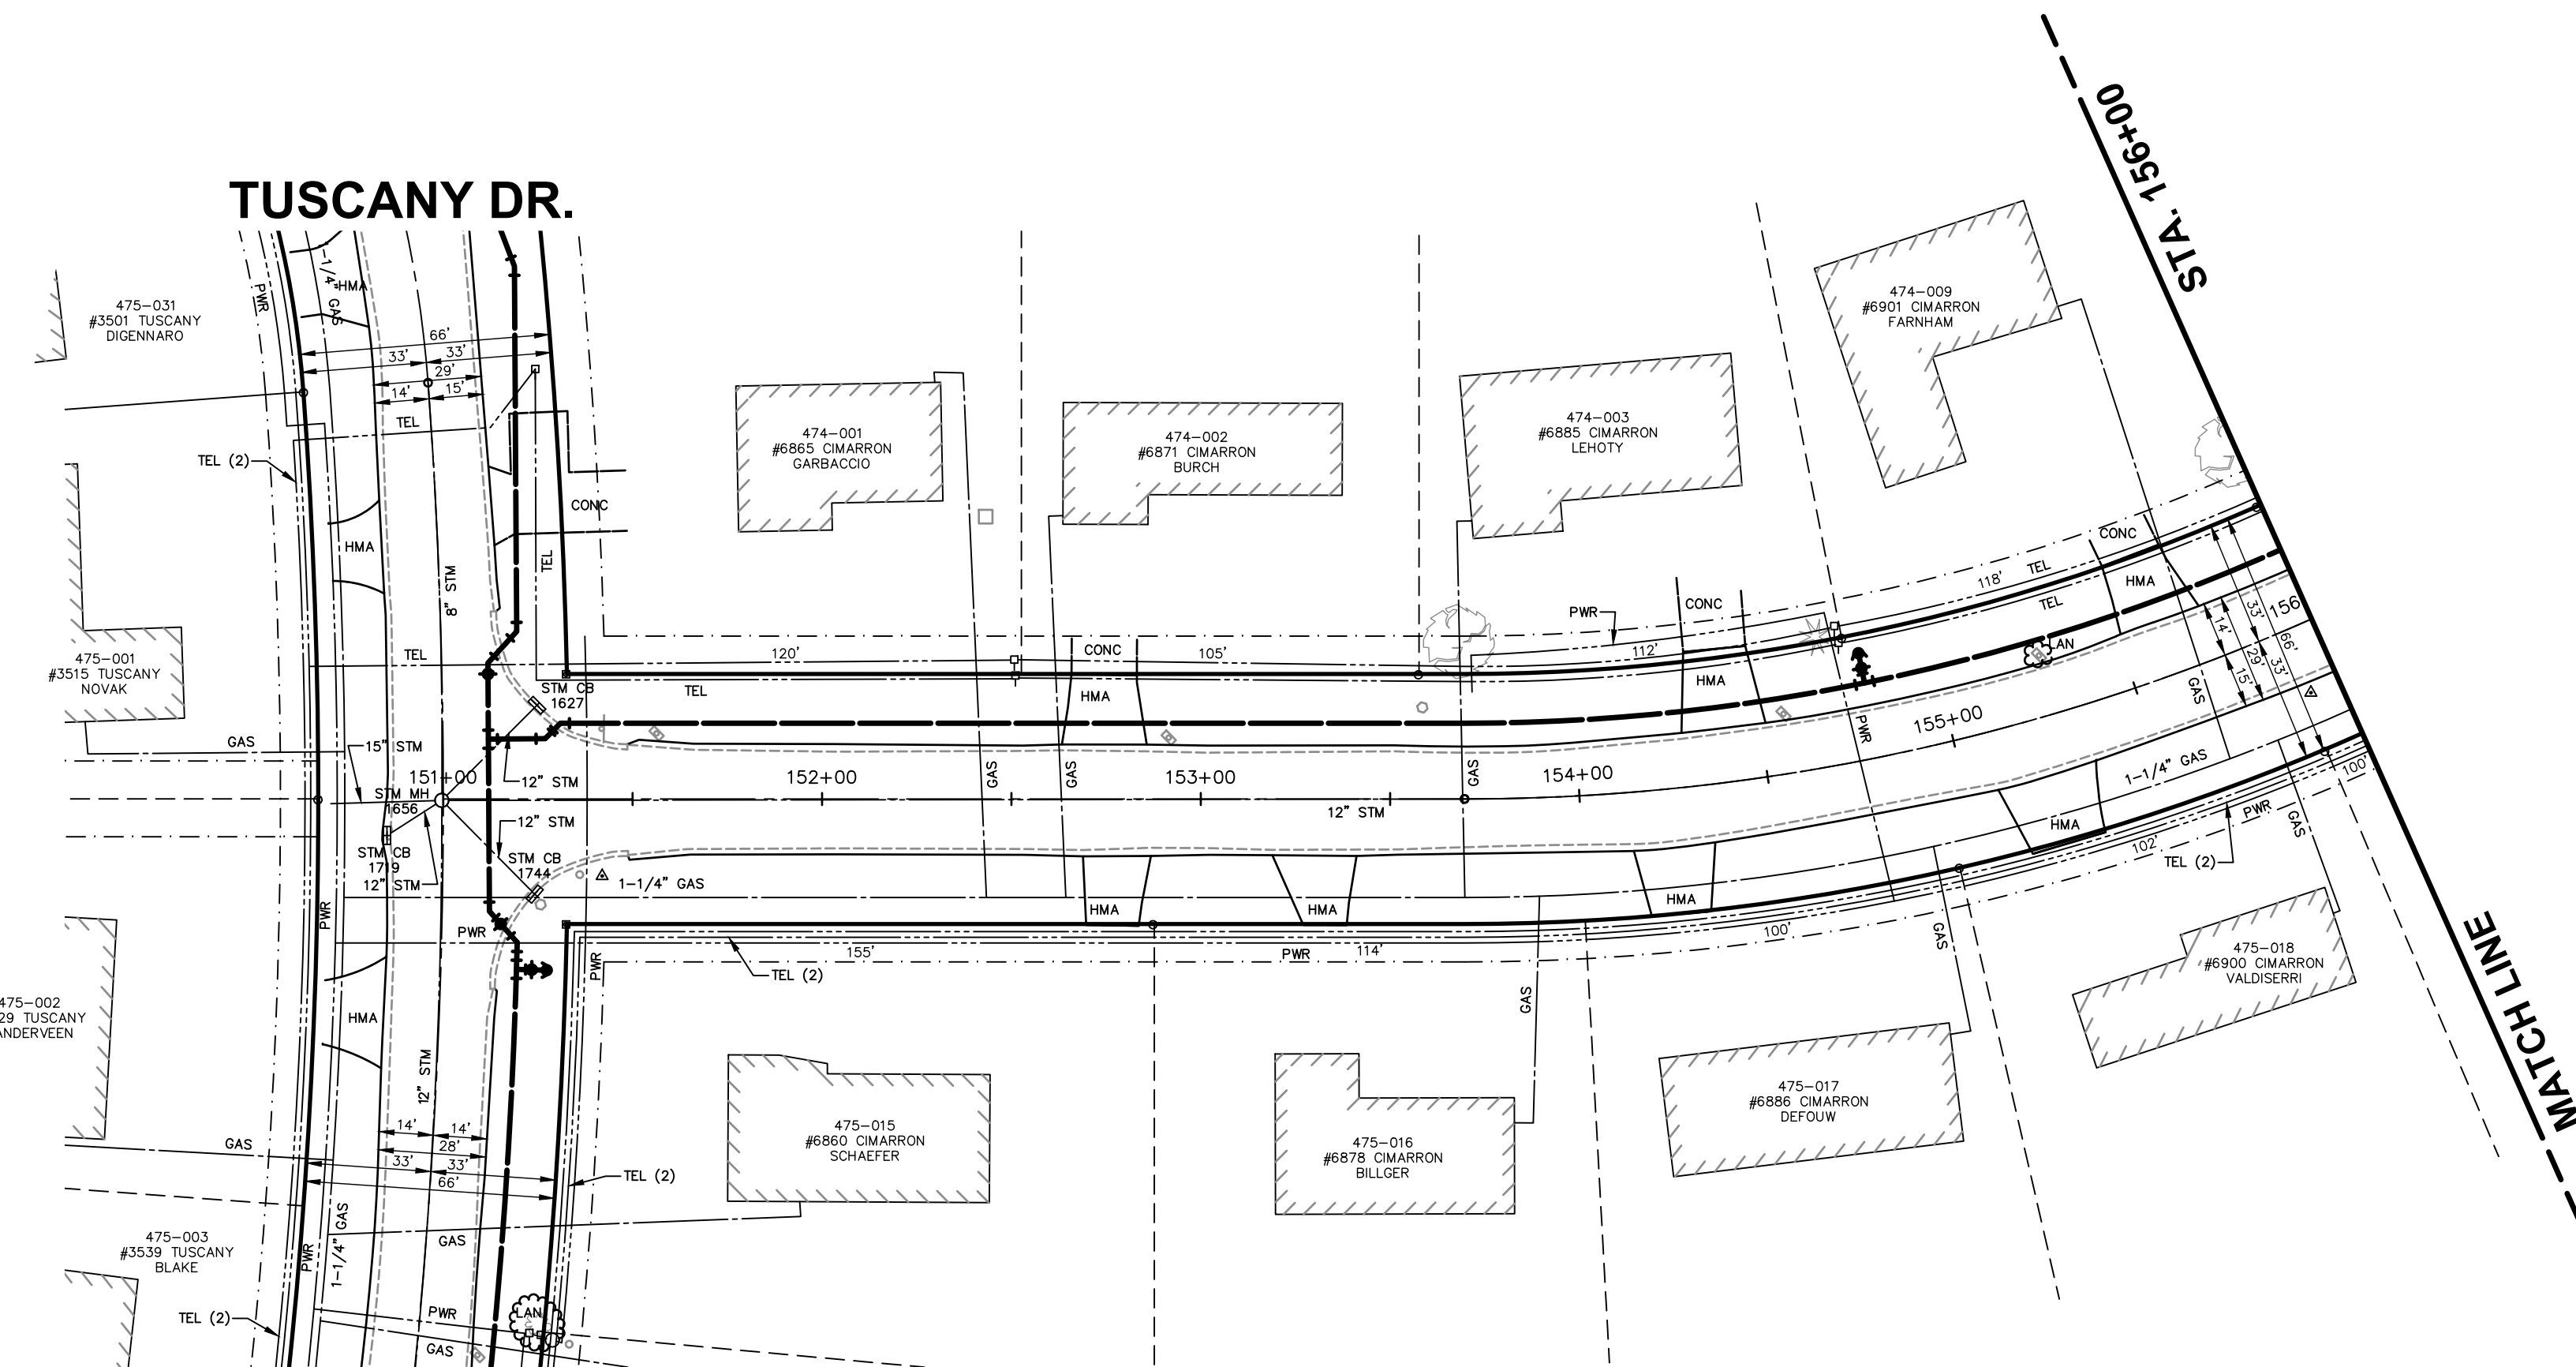 TUSCANY DR.
STA. 156+00
MATCH LINE
475-031
#3501 TUSCANY
DIGENNARO
PWR
1-1/4" GAS
HMA
66'
33'
33'
29'
14'
15'
TEL
TEL (2)
CONC
HMA
8" STM
TEL
475-001
#3515 TUSCANY
NOVAK
TEL
GAS
15" STM
151+00
STM MH
1656
STM CB
1627
12" STM
12" STM
STM CB
1719
12" STM
STM CB
1744
1-1/4" GAS
PWR
PWR
PWR
475-002
29 TUSCANY
ANDERVEEN
HMA
12" STM
14'
14'
28'
33'
33'
66'
GAS
TEL (2)
475-003
#3539 TUSCANY
BLAKE
1-1/4" GAS
PWR
GAS
TEL (2)
PWR
GAS
LAN
474-001
#6865 CIMARRON
GARBACCIO
474-002
#6871 CIMARRON
BURCH
474-003
#6885 CIMARRON
LEHOTY
474-009
#6901 CIMARRON
FARNHAM
120'
TEL
CONC
HMA
105'
112'
PWR
CONC
HMA
118'
TEL
TEL
CONC
HMA
LAN
152+00
153+00
154+00
155+00
156
GAS
GAS
GAS
PWR
GAS
12" STM
33'
66'
14'
29'
33'
15'
1-1/4" GAS
HMA
HMA
HMA
HMA
155'
PWR
114'
100'
102'
PWR
100'
TEL (2)
TEL (2)
GAS
GAS
GAS
475-015
#6860 CIMARRON
SCHAEFER
475-016
#6878 CIMARRON
BILLGER
475-017
#6886 CIMARRON
DEFOUW
475-018
#6900 CIMARRON
VALDISERRI